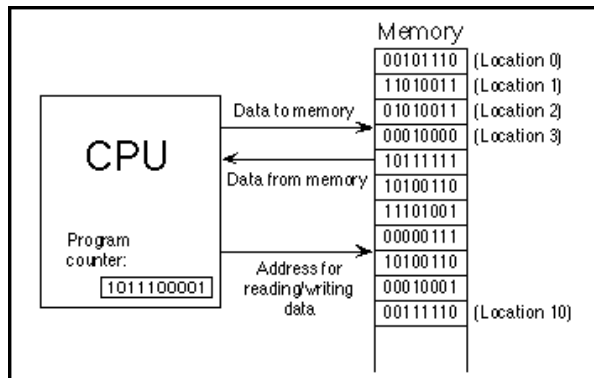 Memory
00101110 (Location 0)
11010011 (Location 1)
01010011 (Location 2)
00010000 (Location 3)
10111111
10100110
11101001
00000111
10100110
00010001
00111110 (Location 10)
Data to memory
Data from memory
Address for
reading/writing
data
CPU
Program
counter:
1011100001